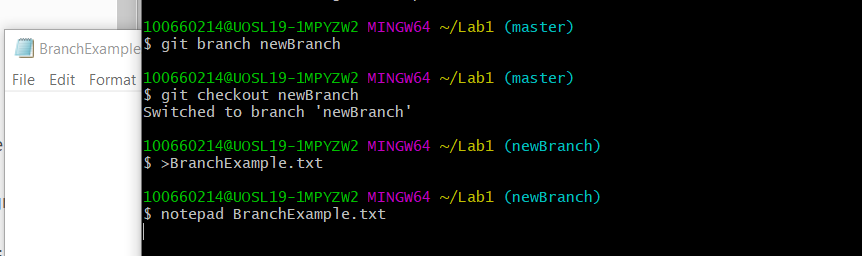 BranchExample
File Edit Format
100660214@UOSL19-1MPYZW2 MINGW64 ~/Lab1 (master)
$ git branch newBranch
100660214@UOSL19-1MPYZW2 MINGW64 ~/Lab1 (master)
$ git checkout newBranch
Switched to branch 'newBranch'
100660214@UOSL19-1MPYZW2 MINGW64 ~/Lab1 (newBranch)
$ >BranchExample.txt
100660214@UOSL19-1MPYZW2 MINGW64 ~/Lab1 (newBranch)
$ notepad BranchExample.txt